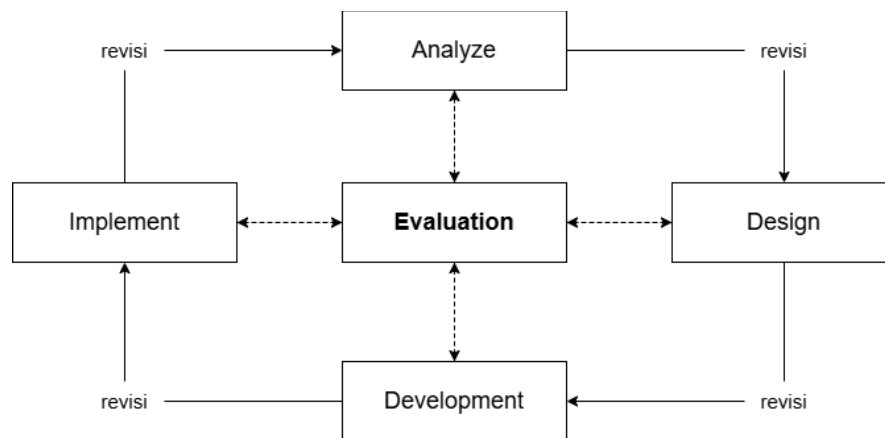 revisi
Analyze
revisi
Implement
Evaluation
Design
revisi
Development
revisi